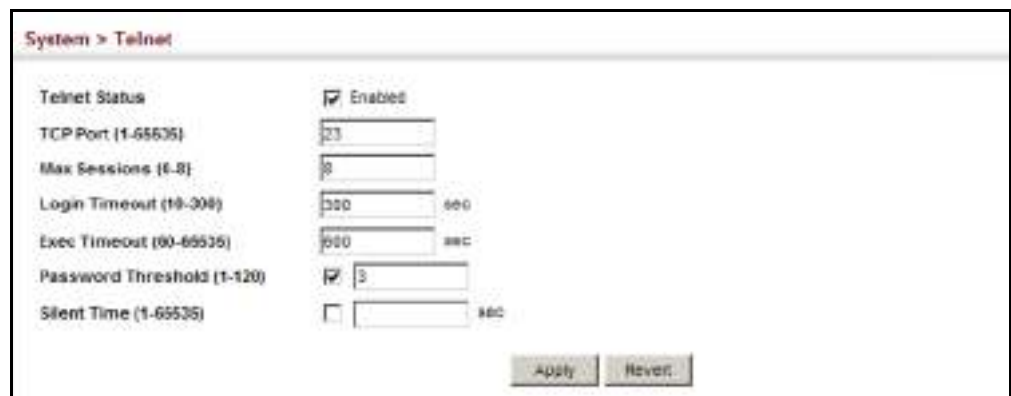 System > Telnet
Telnet Status Enabled
TCP Port (1-65535) 23
Max Sessions (0-8) 8
Login Timeout (10-300) 300 sec
Exec Timeout (60-65535) 600 sec
Password Threshold (1-120) 3
Silent Time (1-65535) sec
Apply Revert